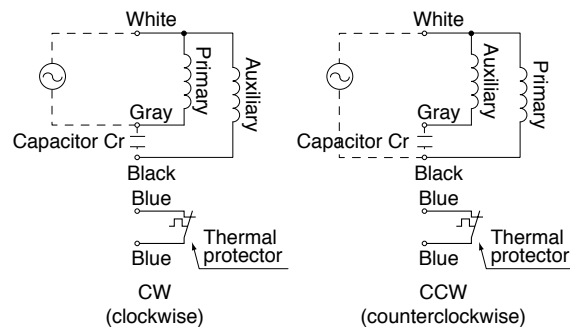 White
Primary
Auxiliary
Gray
Capacitor Cr
Black
Blue
Blue
Thermal
protector
CW
(clockwise)
White
Auxiliary
Primary
Gray
Capacitor Cr
Black
Blue
Blue
Thermal
protector
CCW
(counterclockwise)